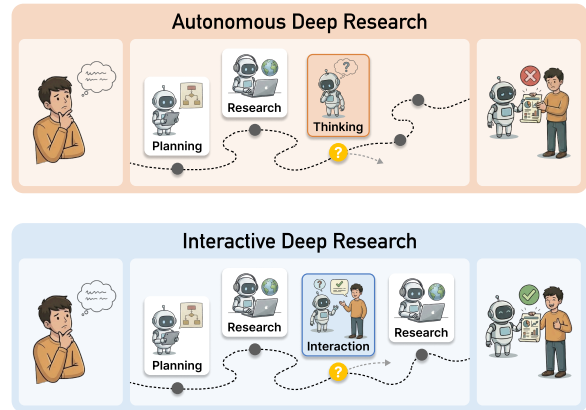 Autonomous Deep Research
Planning
Research
?
Thinking
?
Interactive Deep Research
Planning
Research
?
Interaction
?
Research